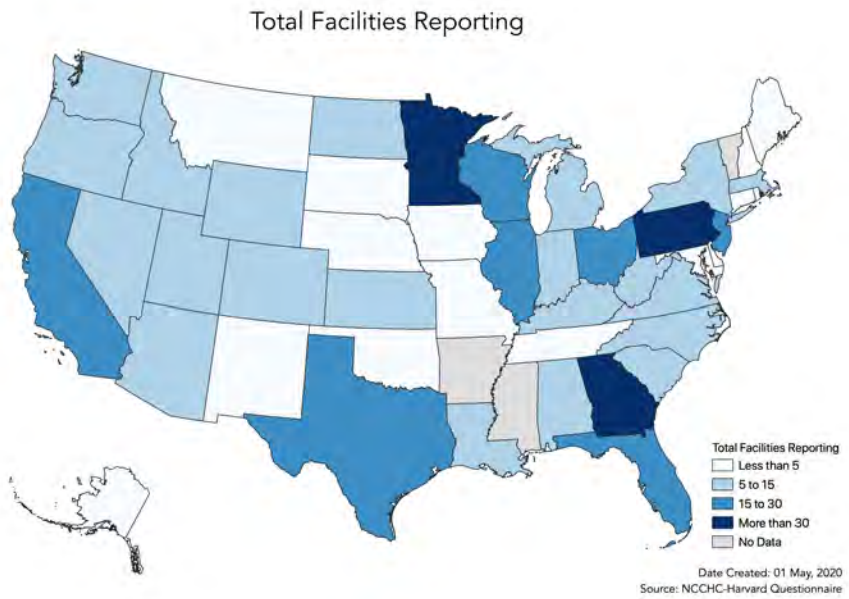 Total Facilities Reporting
Total Facilities Reporting
Less than 5
5 to 15
15 to 30
More than 30
No Data
Date Created: 01 May, 2020
Source: NCCHC-Harvard Questionnaire